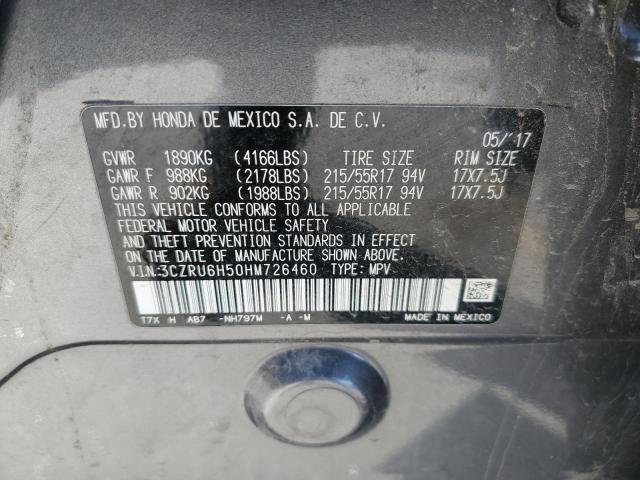 MFD.BY HONDA DE MEXICO S.A. DE C.V.
05/'17
GVWR 1890KG (4166LBS) TIRE SIZE RIM SIZE
GAWR F 988KG (2178LBS) 215/55R17 94V 17X7.5J
GAWR R 902KG (1988LBS) 215/55R17 94V 17X7.5J
THIS VEHICLE CONFORMS TO ALL APPLICABLE
FEDERAL MOTOR VEHICLE SAFETY
AND THEFT PREVENTION STANDARDS IN EFFECT
ON THE DATE OF MANUFACTURE SHOWN ABOVE.
V.I.N:3CZRU6H50HM726460 TYPE: MPV
T7X H AB7 -NH797M -A -M MADE IN MEXICO